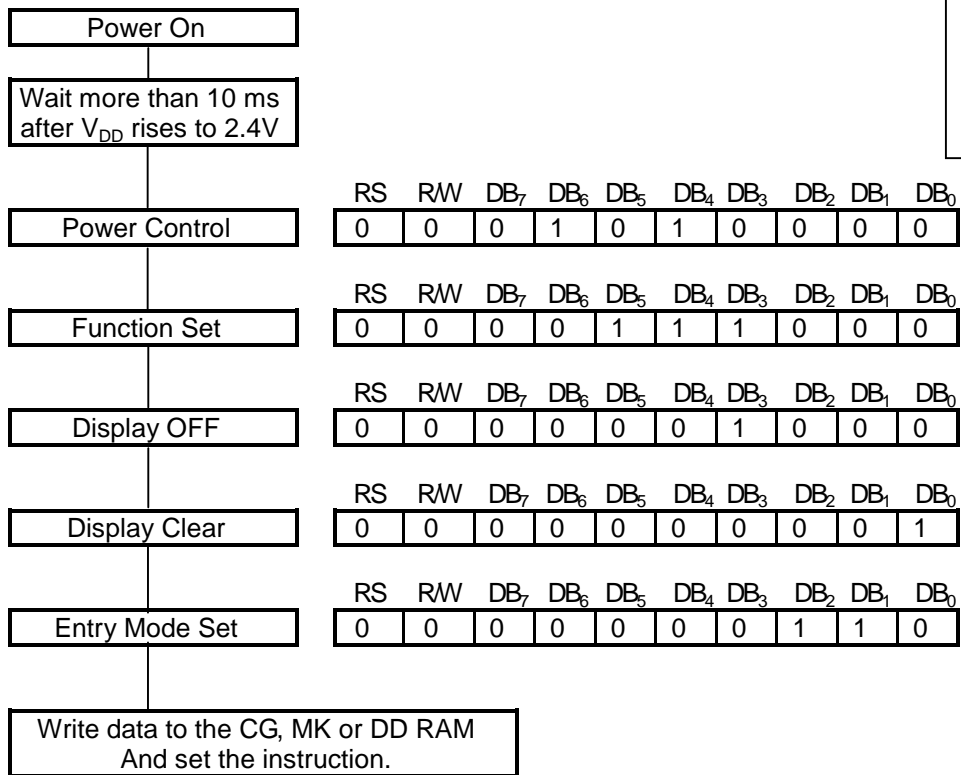 Power On
Wait more than 10 ms
after VDD rises to 2.4V
RS R/W DB7 DB6 DB5 DB4 DB3 DB2 DB1 DB0
Power Control 0 0 0 1 0 1 0 0 0 0
RS R/W DB7 DB6 DB5 DB4 DB3 DB2 DB1 DB0
Function Set 0 0 0 0 1 1 1 0 0 0
RS R/W DB7 DB6 DB5 DB4 DB3 DB2 DB1 DB0
Display OFF 0 0 0 0 0 0 1 0 0 0
RS R/W DB7 DB6 DB5 DB4 DB3 DB2 DB1 DB0
Display Clear 0 0 0 0 0 0 0 0 0 1
RS R/W DB7 DB6 DB5 DB4 DB3 DB2 DB1 DB0
Entry Mode Set 0 0 0 0 0 0 0 1 1 0
Write data to the CG, MK or DD RAM
And set the instruction.